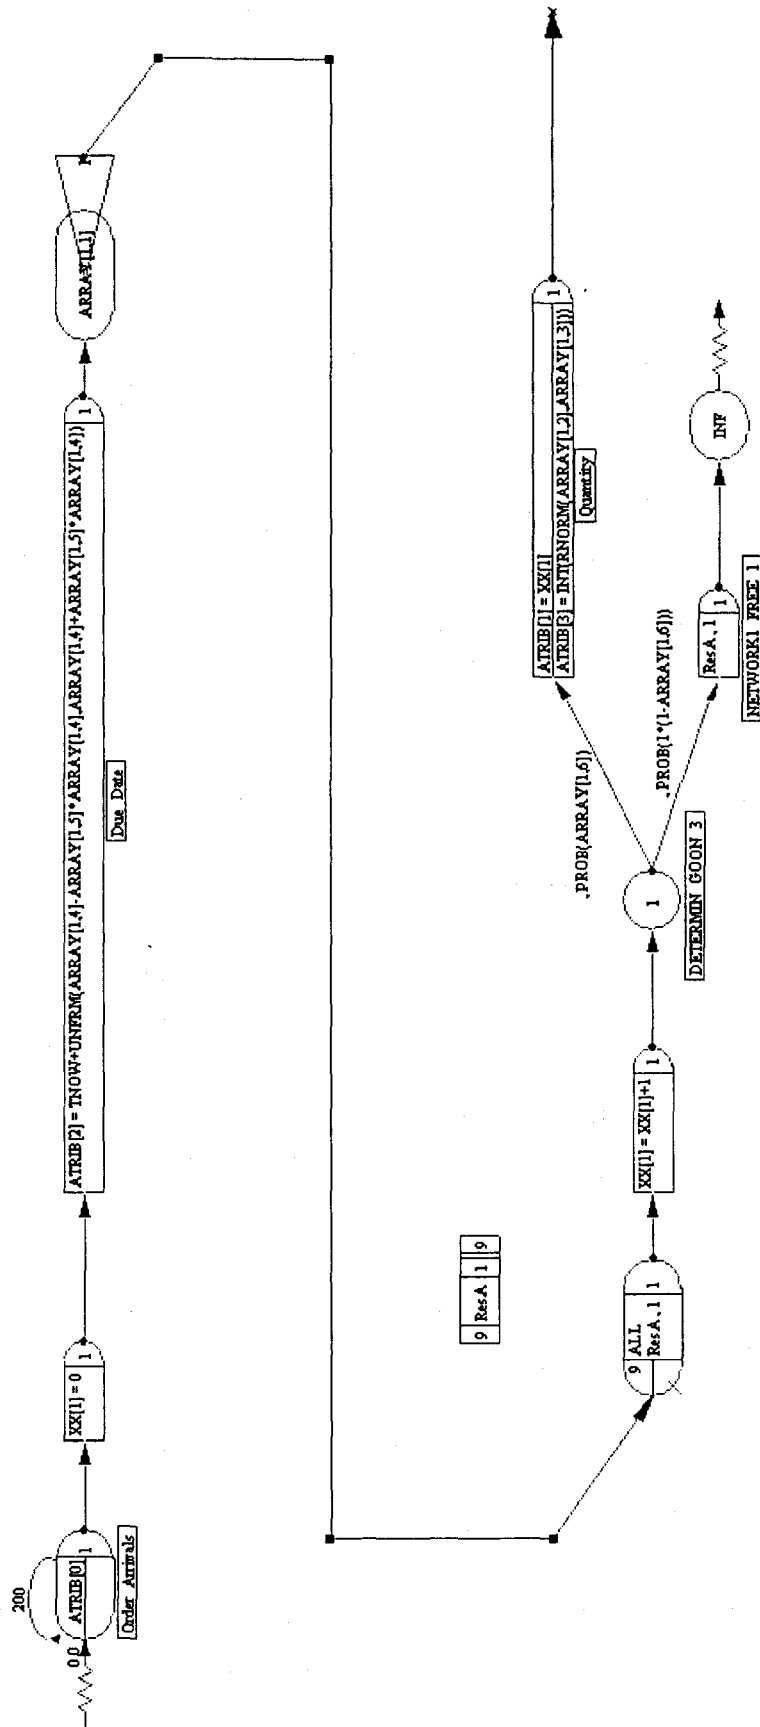 200
0.0
ATRIB[0]
1
Order Arrivals
XX[1] = 0
1
ATRIB[2] = TNOW+UNFRM(ARRAY[1,4]-ARRAY[1,5]*ARRAY[1,4],ARRAY[1,4]+ARRAY[1,5]*ARRAY[1,4])
1
Due Date
ARRAY[1,1]
1
9
ResA
1
9
9
ALL
ResA,1
1
XX[1] = XX[1]+1
1
1
DETERMIN GOON 3
,PROB(ARRAY[1,6])
,PROB(1*(1-ARRAY[1,6]))
ATRIB[1] = XX[1]
ATRIB[3] = INT(RNORM(ARRAY[1,2],ARRAY[1,3]))
1
Quantity
ResA,1
1
NETWORK1 FREE 1
INF